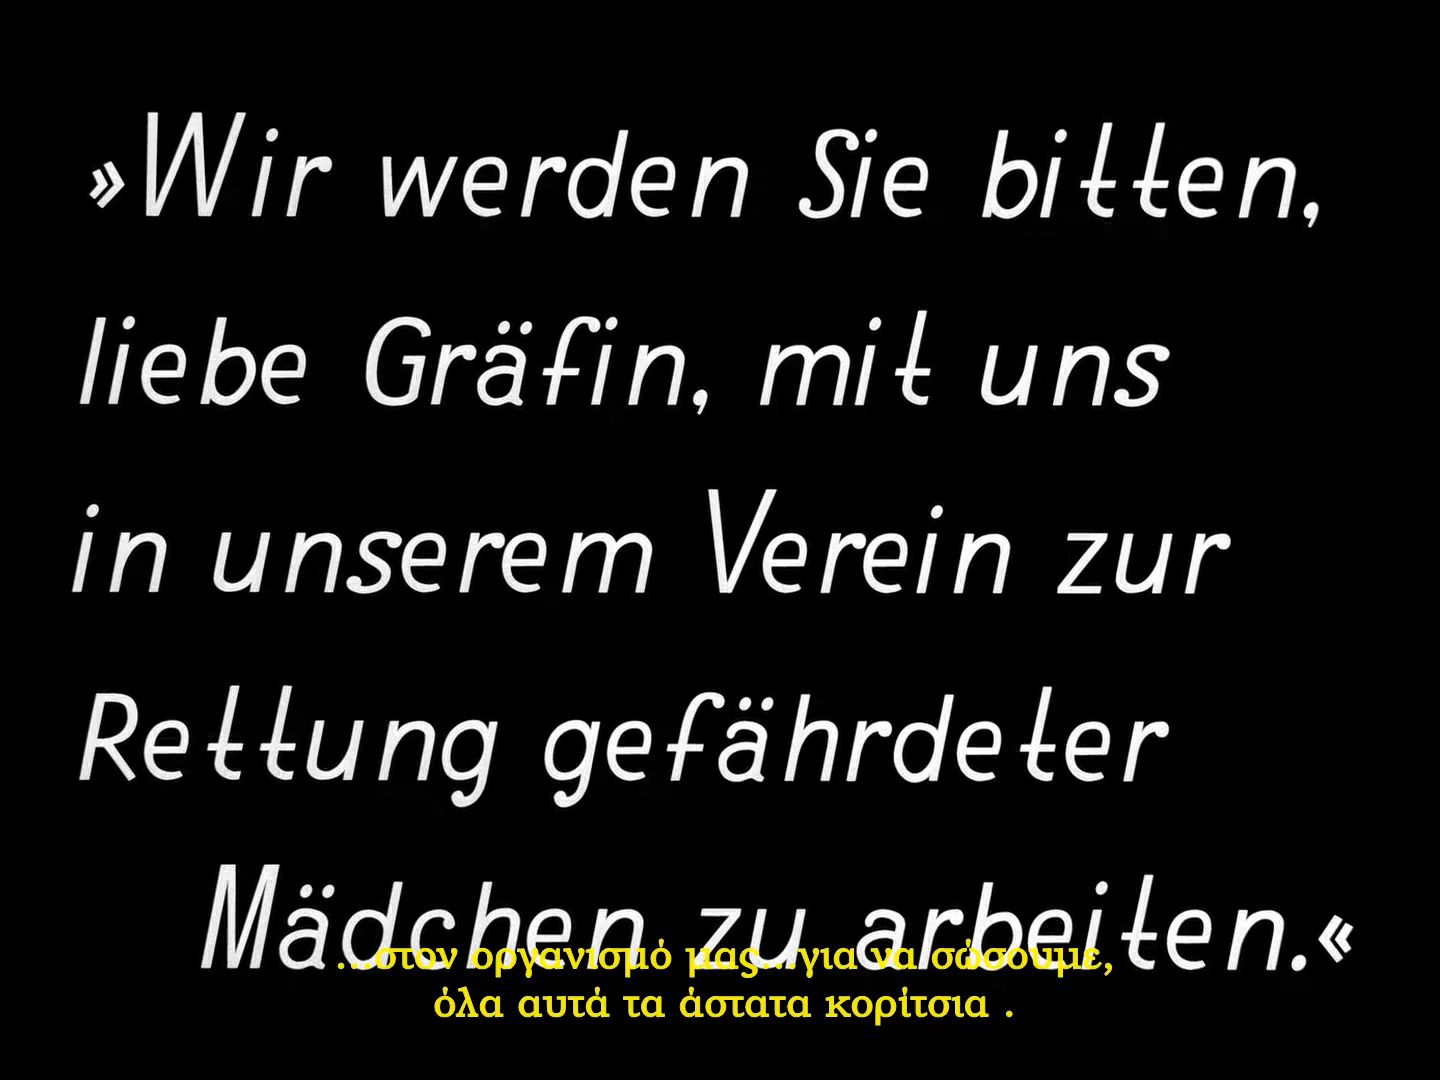 »Wir werden Sie bitten,
liebe Gräfin, mit uns
in unserem Verein zur
Rettung gefährdeter
Mädchen zu arbeiten.«
...στον οργανισμό μας...για να σώσουμε,
όλα αυτά τα άστατα κορίτσια .